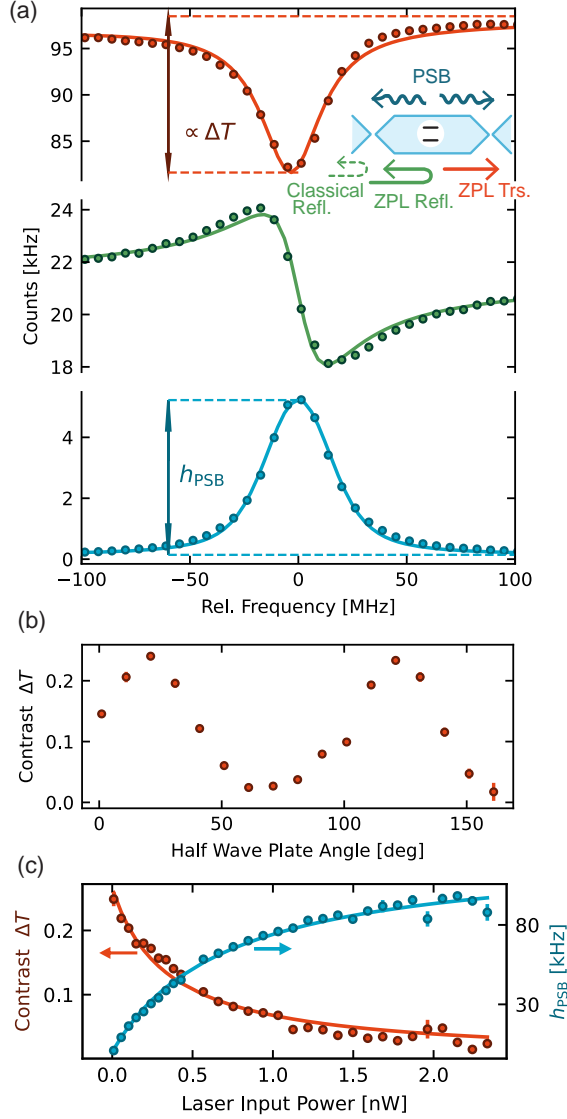 (a)
95
90
85
∝ ΔT
PSB
Classical
Refl.
ZPL Refl.
ZPL Trs.
Counts [kHz]
24
22
20
18
4
2
0
hPSB
−100
−50
0
50
100
Rel. Frequency [MHz]
(b)
Contrast ΔT
0.2
0.1
0.0
0
50
100
150
Half Wave Plate Angle [deg]
(c)
Contrast ΔT
0.2
0.1
80
30
hPSB [kHz]
0.0
0.5
1.0
1.5
2.0
Laser Input Power [nW]